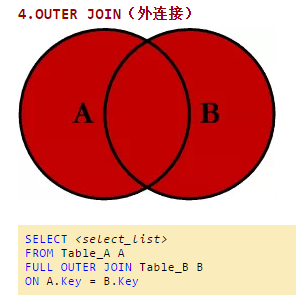 4.OUTER JOIN（外连接）
A B
SELECT <select_list>
FROM Table_A A
FULL OUTER JOIN Table_B B
ON A.Key = B.Key